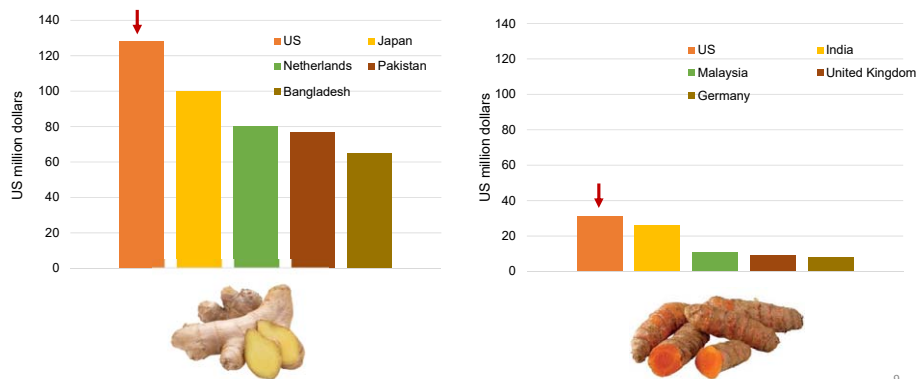 US million dollars
140
120
100
80
60
40
20
0
US Japan
Netherlands Pakistan
Bangladesh
US million dollars
140
120
100
80
60
40
20
0
US India
Malaysia United Kingdom
Germany